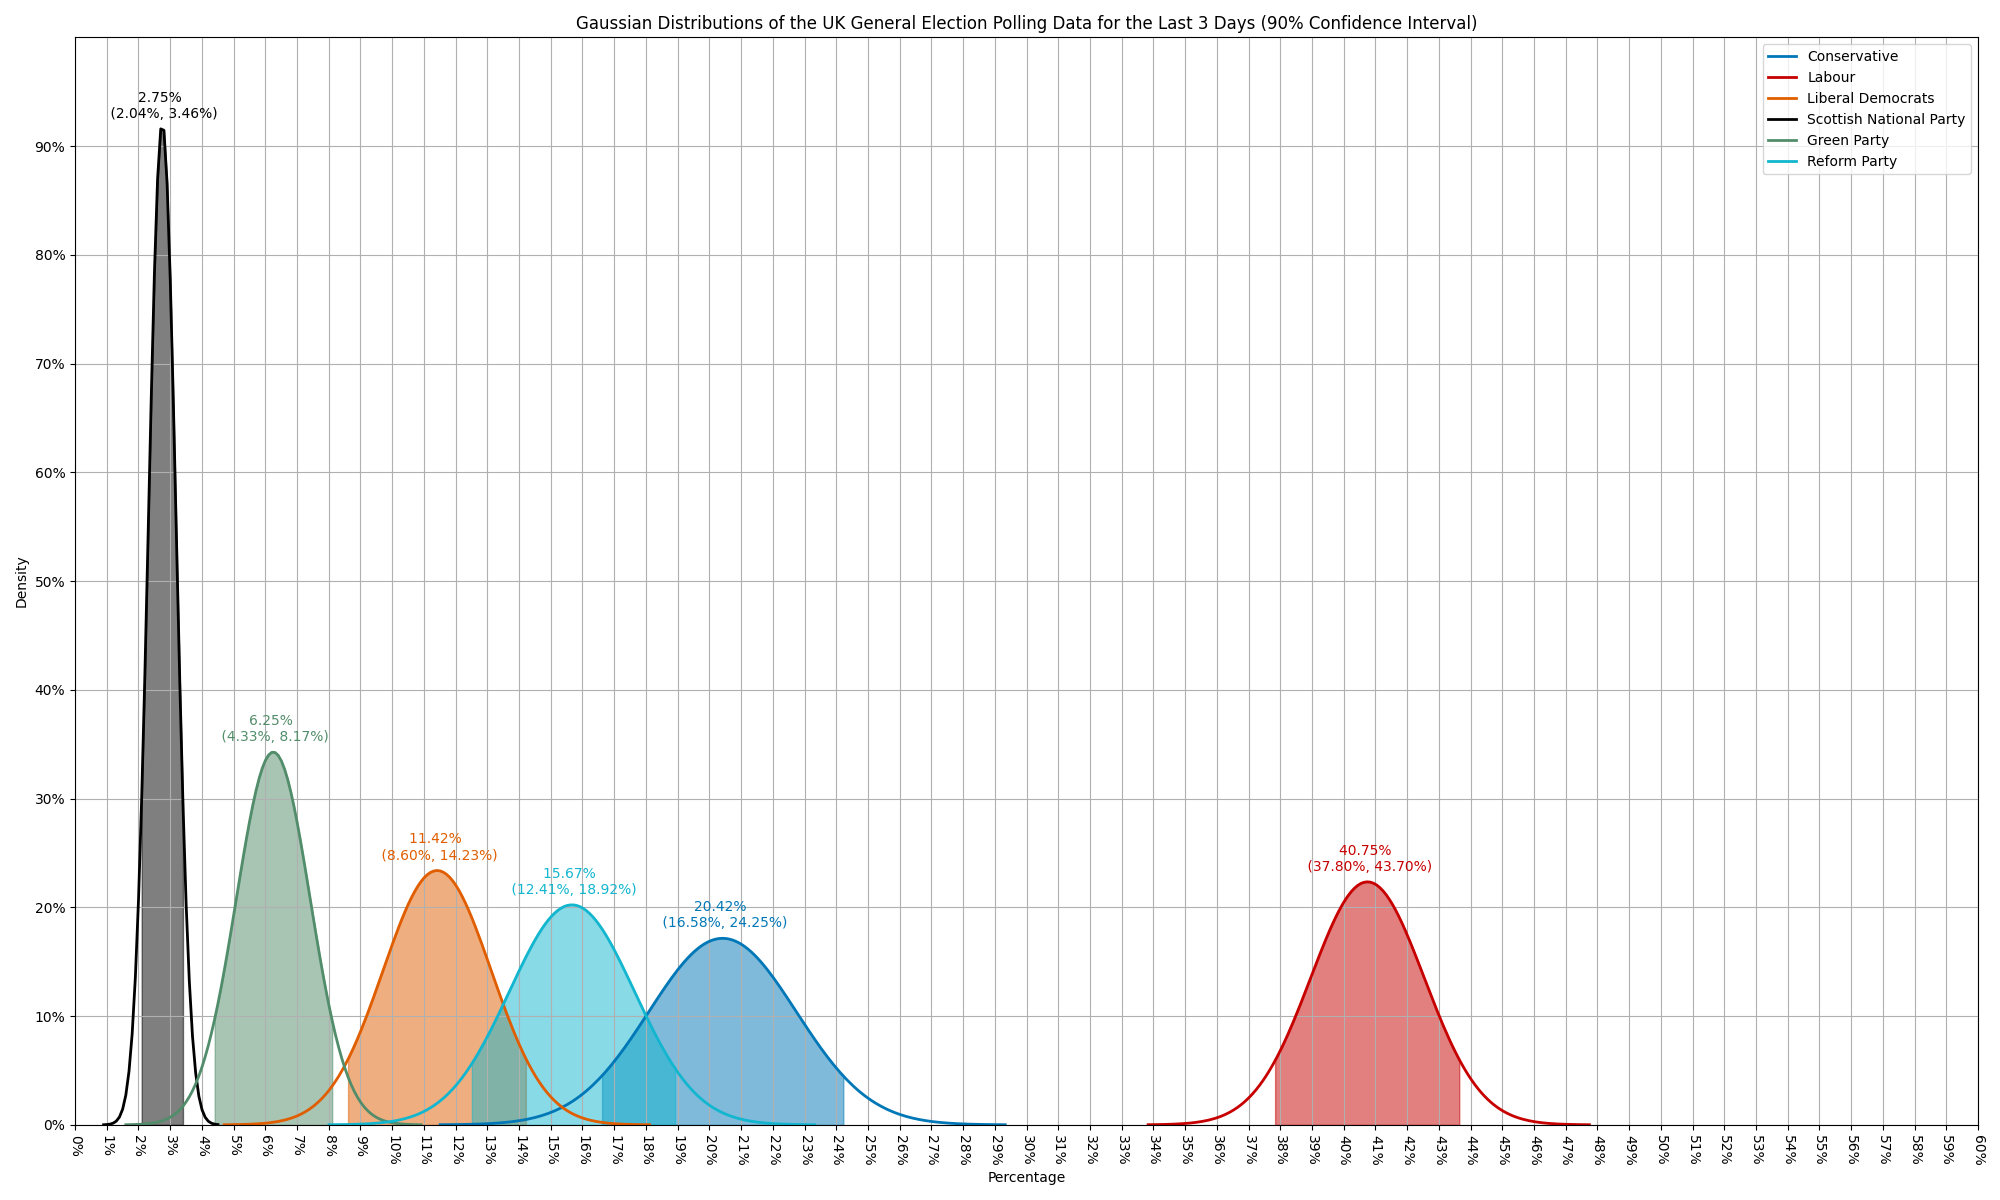 Gaussian Distributions of the UK General Election Polling Data for the Last 3 Days (90% Confidence Interval)
Conservative
Labour
Liberal Democrats
Scottish National Party
Green Party
Reform Party
2.75%
(2.04%, 3.46%)
6.25%
(4.33%, 8.17%)
11.42%
(8.60%, 14.23%)
15.67%
(12.41%, 18.92%)
20.42%
(16.58%, 24.25%)
40.75%
(37.80%, 43.70%)
Density
90%
80%
70%
60%
50%
40%
30%
20%
10%
0%
0% 1% 2% 3% 4% 5% 6% 7% 8% 9% 10% 11% 12% 13% 14% 15% 16% 17% 18% 19% 20% 21% 22% 23% 24% 25% 26% 27% 28% 29% 30% 31% 32% 33% 34% 35% 36% 37% 38% 39% 40% 41% 42% 43% 44% 45% 46% 47% 48% 49% 50% 51% 52% 53% 54% 55% 56% 57% 58% 59% 60%
Percentage